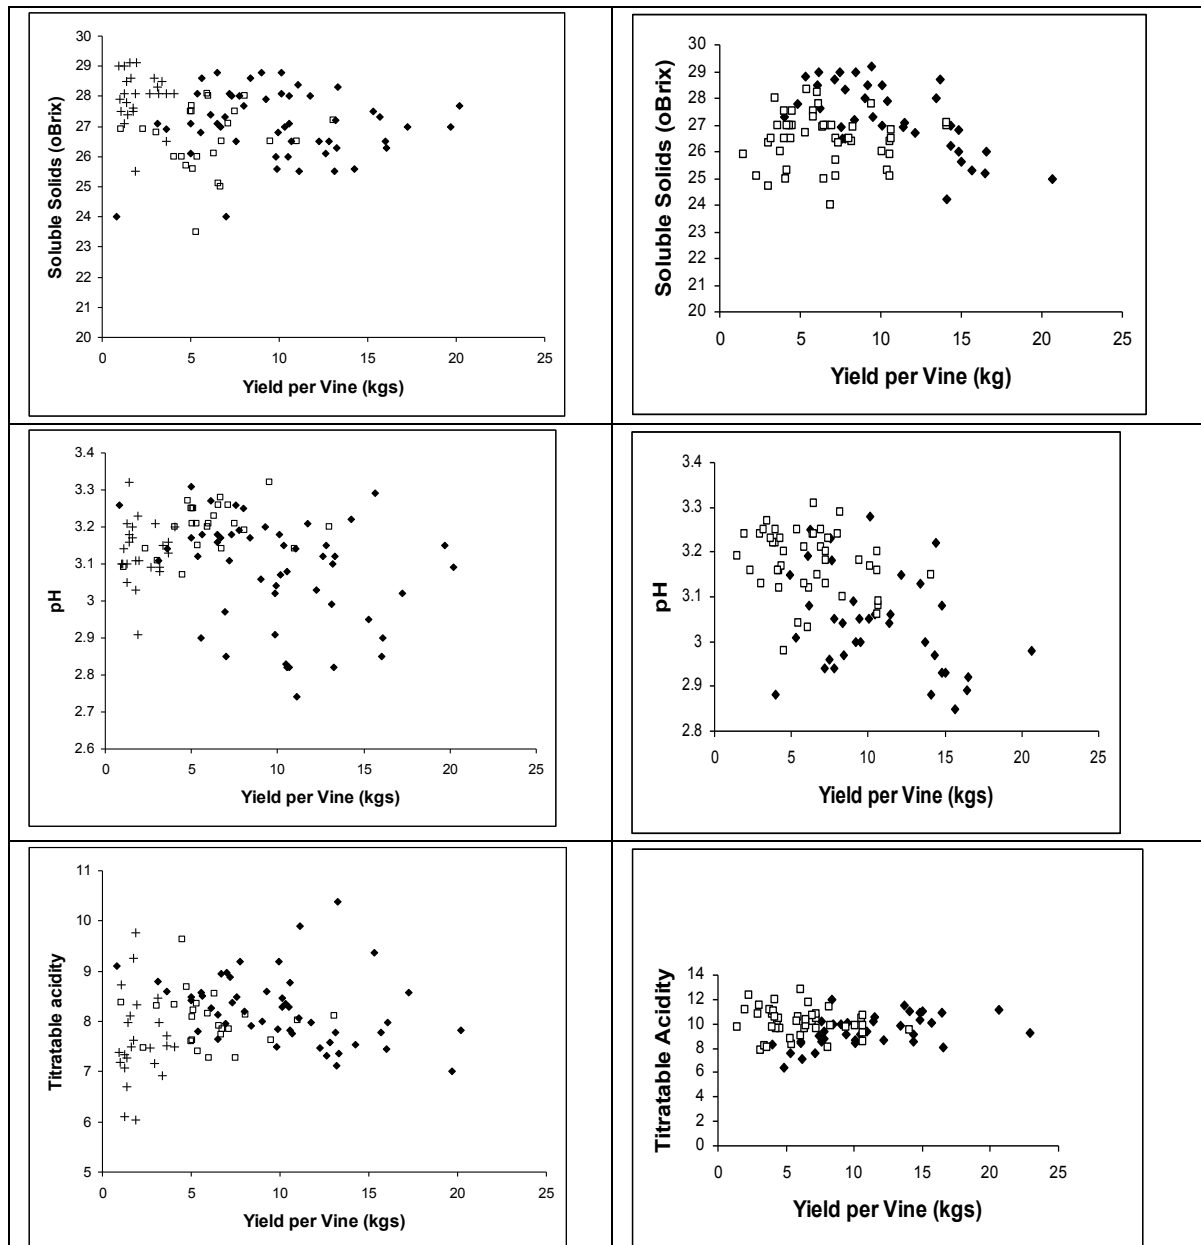 30
29
28
27
26
25
24
23
22
21
20
0 5 10 15 20 25
Soluble Solids (oBrix)
Yield per Vine (kgs)
30
29
28
27
26
25
24
23
22
21
20
0 5 10 15 20 25
Soluble Solids (oBrix)
Yield per Vine (kg)
3.4
3.3
3.2
3.1
3
2.9
2.8
2.7
2.6
0 5 10 15 20 25
pH
Yield per Vine (kgs)
3.4
3.3
3.2
3.1
3.0
2.9
2.8
0 5 10 15 20 25
pH
Yield per Vine (kgs)
11
10
9
8
7
6
5
0 5 10 15 20 25
Titratable acidity
Yield per Vine (kgs)
14
12
10
8
6
4
2
0
0 5 10 15 20 25
Titratable Acidity
Yield per Vine (kgs)